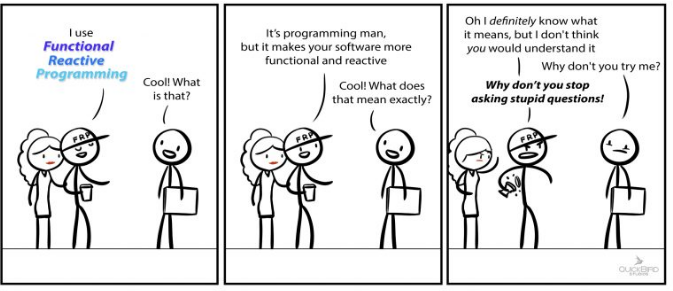 I use
Functional
Reactive
Programming
Cool! What
is that?
FRP
It's programming man,
but it makes your software more
functional and reactive
Cool! What does
that mean exactly?
FRP
Oh I definitely know what
it means, but I don't think
you would understand it
Why don't you try me?
Why don't you stop
asking stupid questions!
FRP
QUICKBIRD
STUDIOS